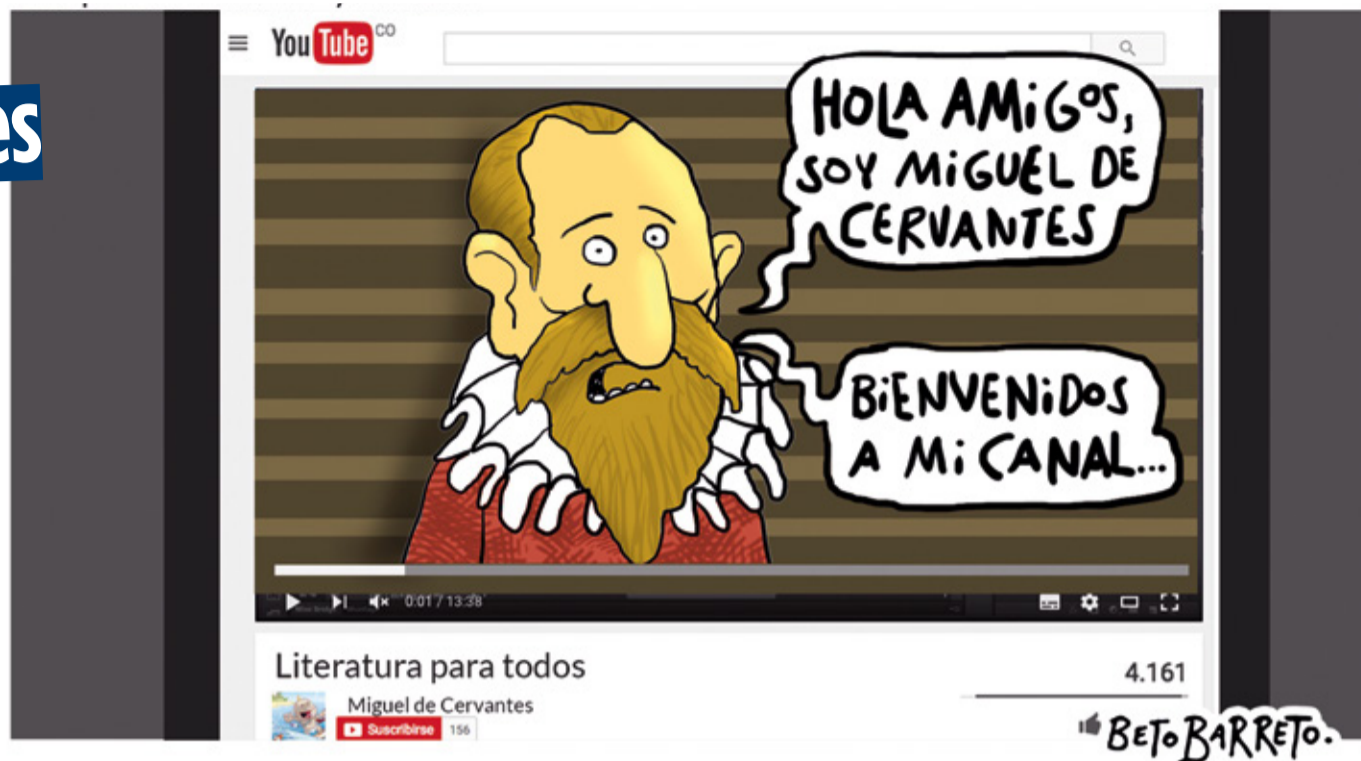 es
YouTube CO
HOLA AMiGOS,
SOY MiGUEL DE
CERVANTES
BiENVENiDOS
A Mi CANAL...
0:01 / 13:38
Literatura para todos
4.161
Miguel de Cervantes
Suscribirse 156
BETO BARRETO.